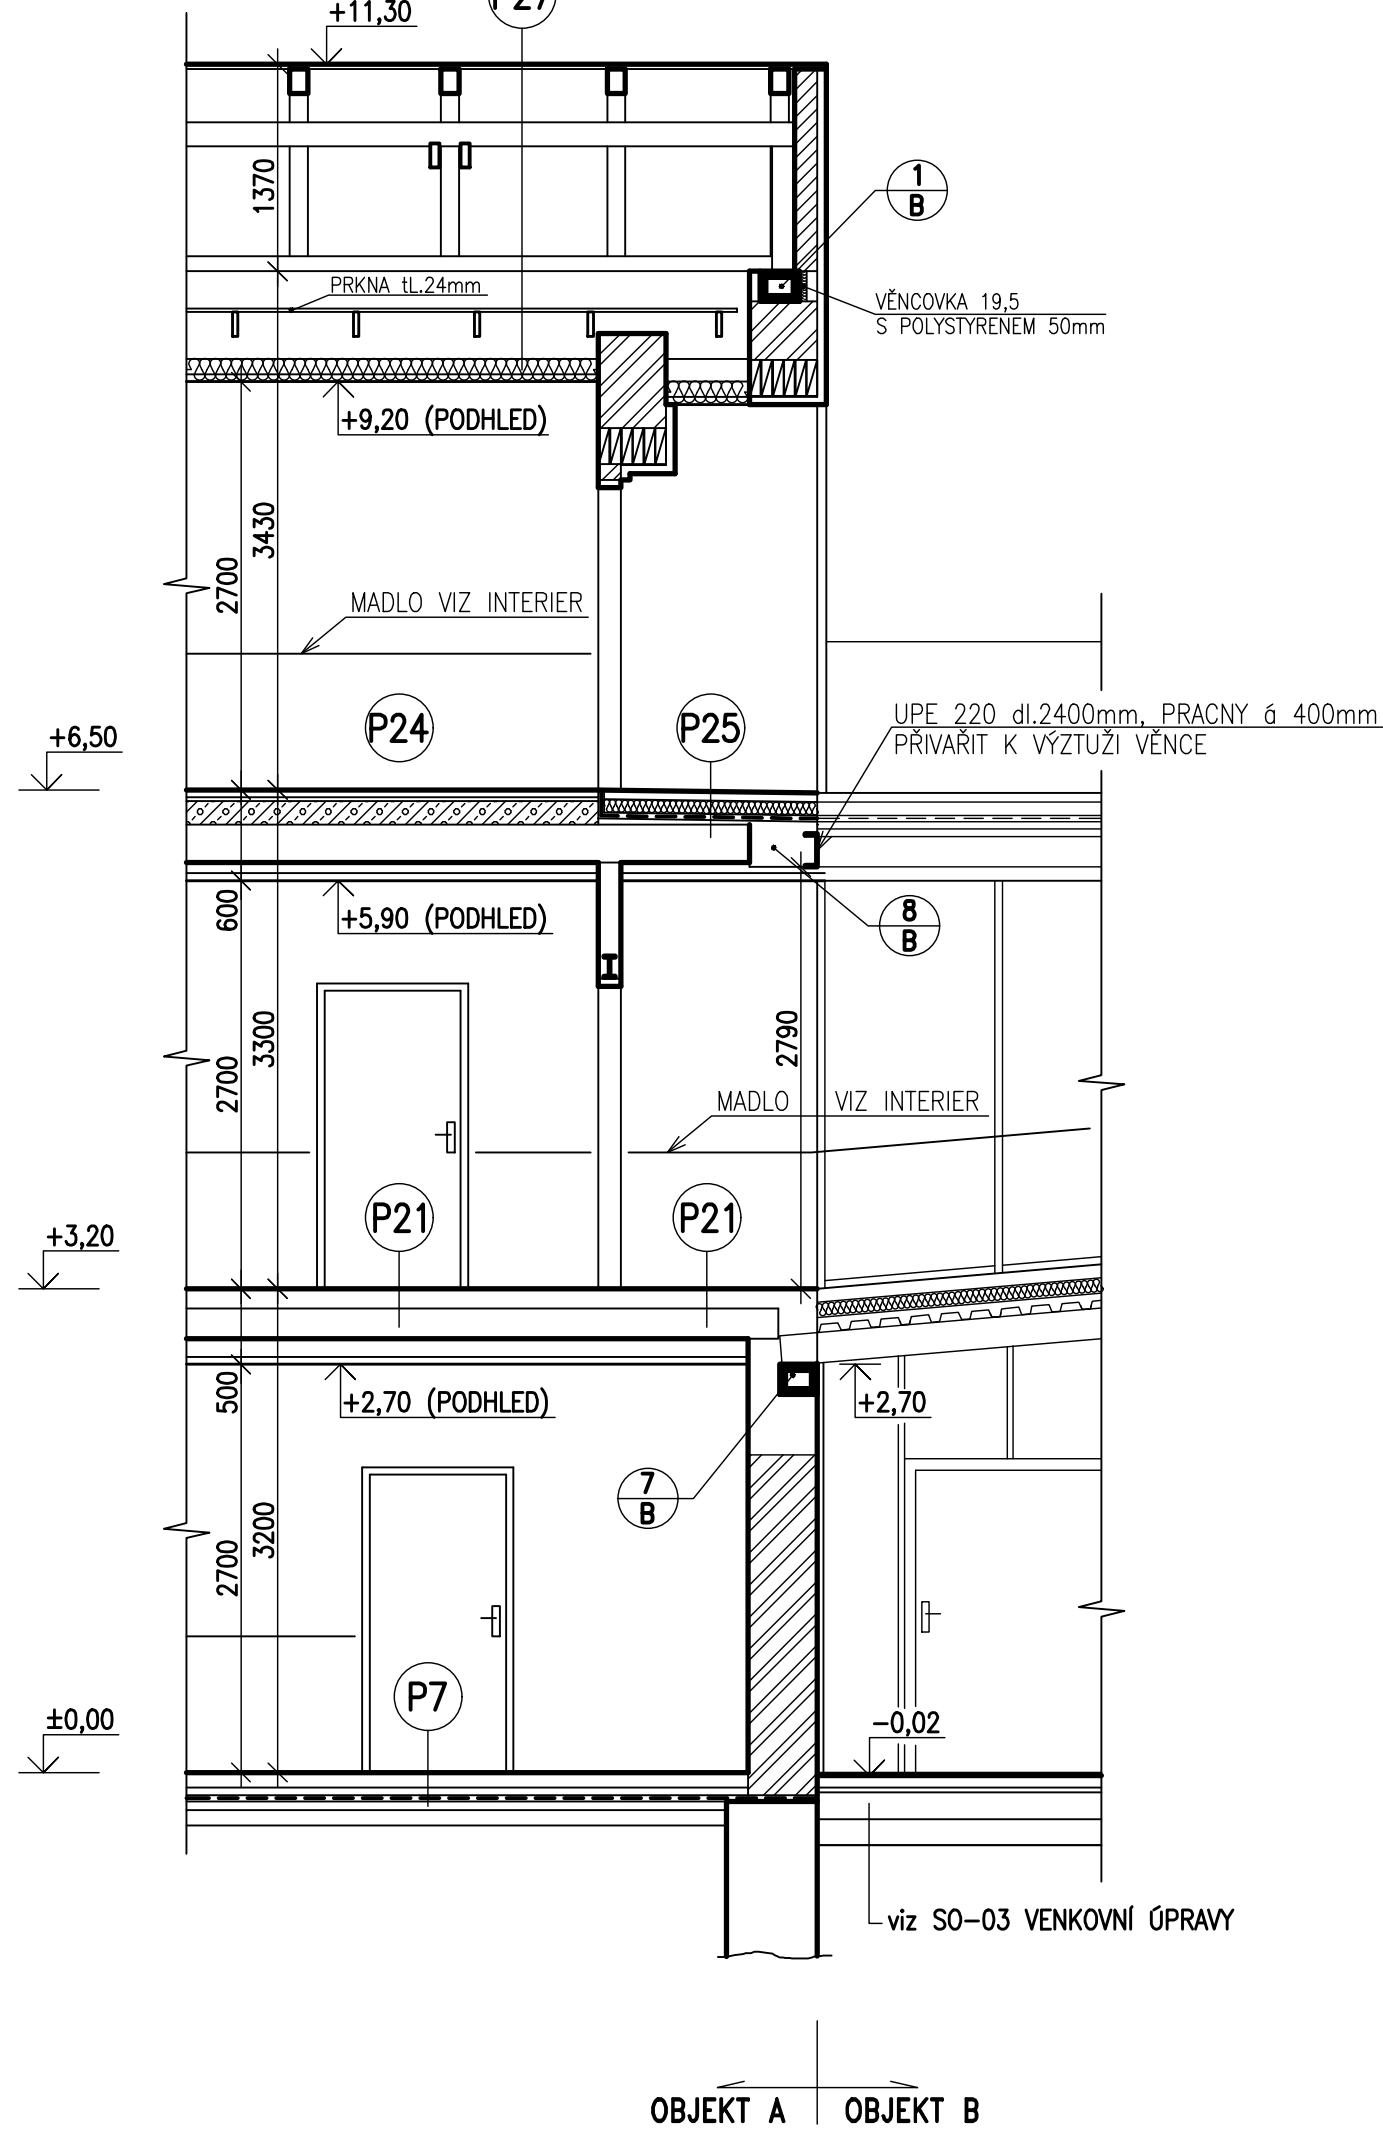 P27
+11,30
1370
1
B
PRKNA tL.24mm
VĚNCOVKA 19,5
S POLYSTYRENEM 50mm
+9,20 (PODHLED)
3430
2700
MADLO VIZ INTERIER
P24
P25
UPE 220 dl.2400mm, PRACNY á 400mm
PŘIVAŘIT K VÝZTUŽI VĚNCE
+6,50
600
+5,90 (PODHLED)
8
B
3300
2700
2790
MADLO VIZ INTERIER
P21
P21
+3,20
500
+2,70 (PODHLED)
+2,70
7
B
3200
2700
P7
±0,00
-0,02
viz SO-03 VENKOVNÍ ÚPRAVY
OBJEKT A
OBJEKT B